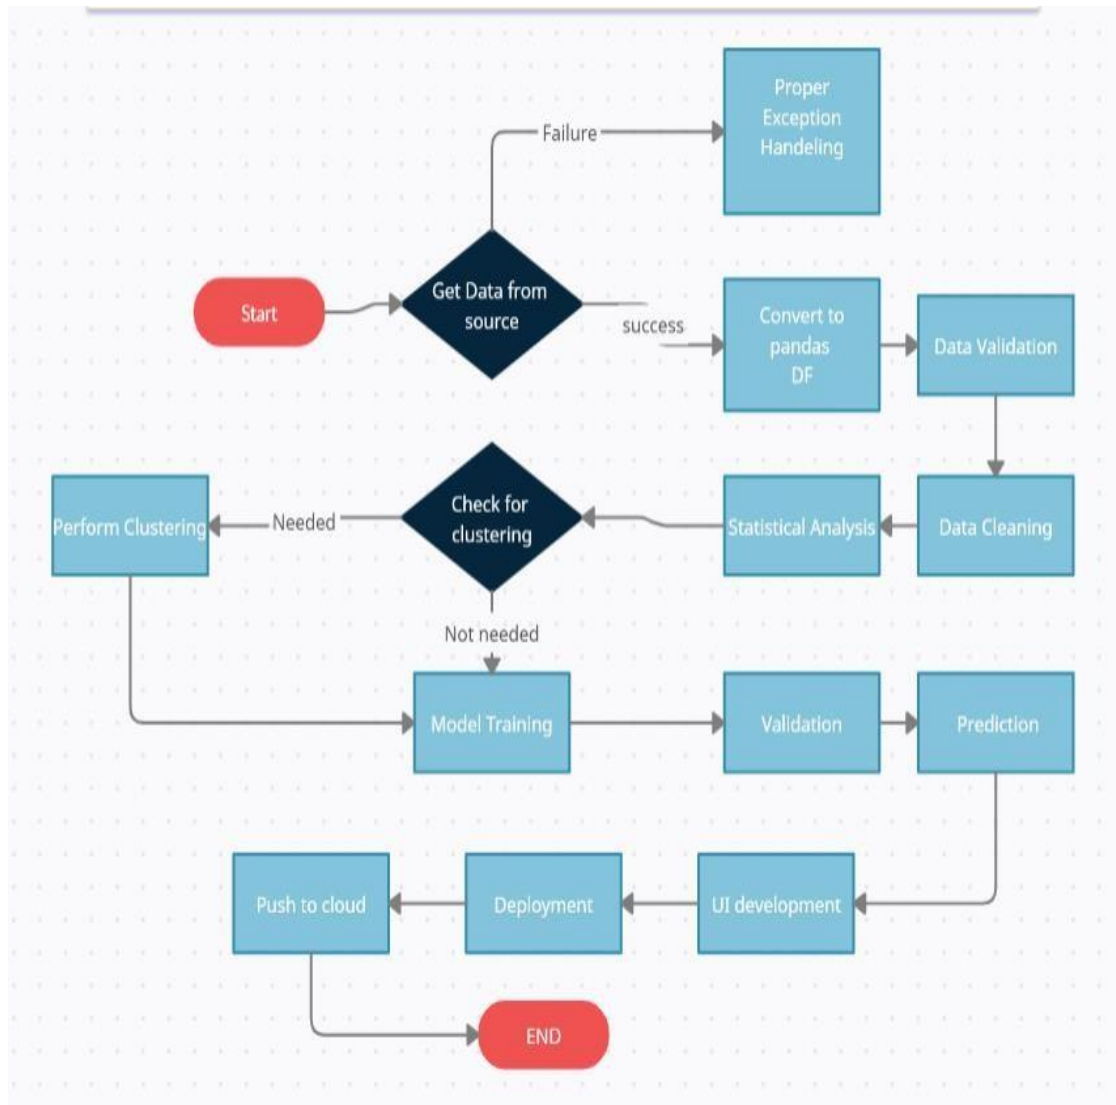 Proper
Exception
Handeling
Failure
Start
Get Data from
source
success
Convert to
pandas
DF
Data Validation
Perform Clustering
Needed
Check for
clustering
Statistical Analysis
Data Cleaning
Not needed
Model Training
Validation
Prediction
Push to cloud
Deployment
UI development
END